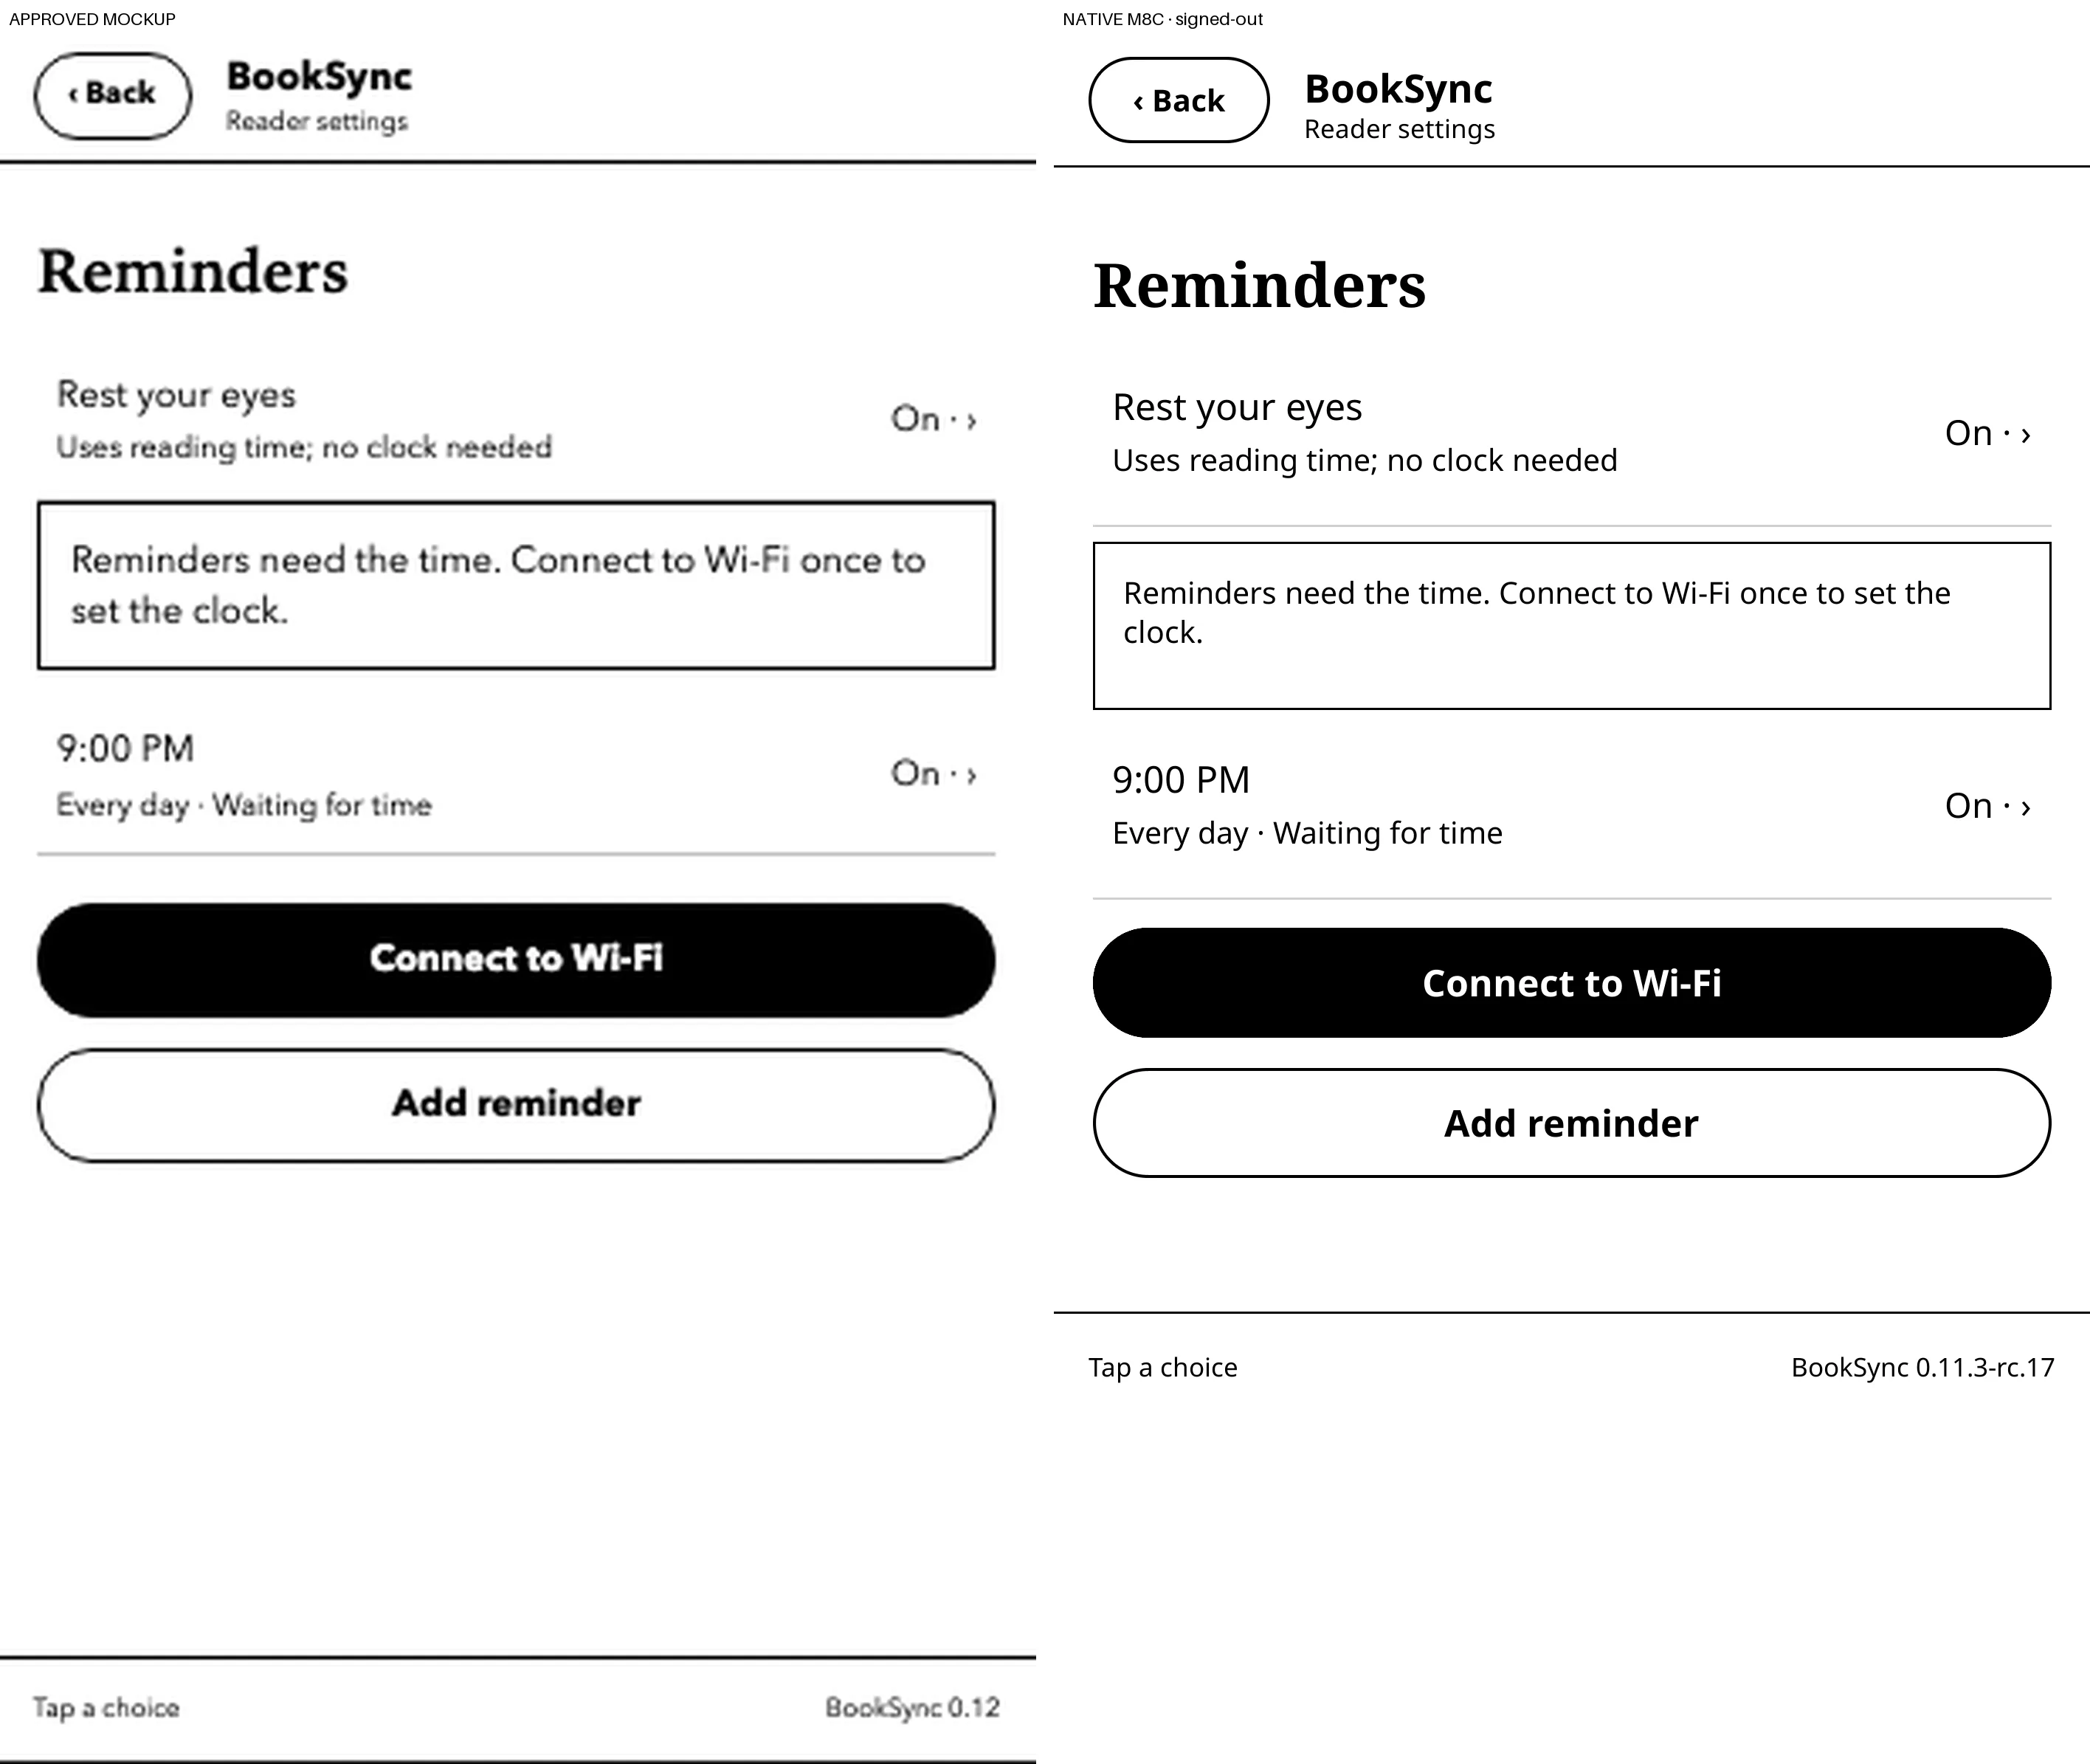 APPROVED MOCKUP
‹ Back
BookSync
Reader settings
Reminders
Rest your eyes
Uses reading time; no clock needed
On · ›
Reminders need the time. Connect to Wi-Fi once to
set the clock.
9:00 PM
Every day · Waiting for time
On · ›
Connect to Wi-Fi
Add reminder
Tap a choice
BookSync 0.12
NATIVE M8C · signed-out
‹ Back
BookSync
Reader settings
Reminders
Rest your eyes
Uses reading time; no clock needed
On · ›
Reminders need the time. Connect to Wi-Fi once to set the
clock.
9:00 PM
Every day · Waiting for time
On · ›
Connect to Wi-Fi
Add reminder
Tap a choice
BookSync 0.11.3-rc.17